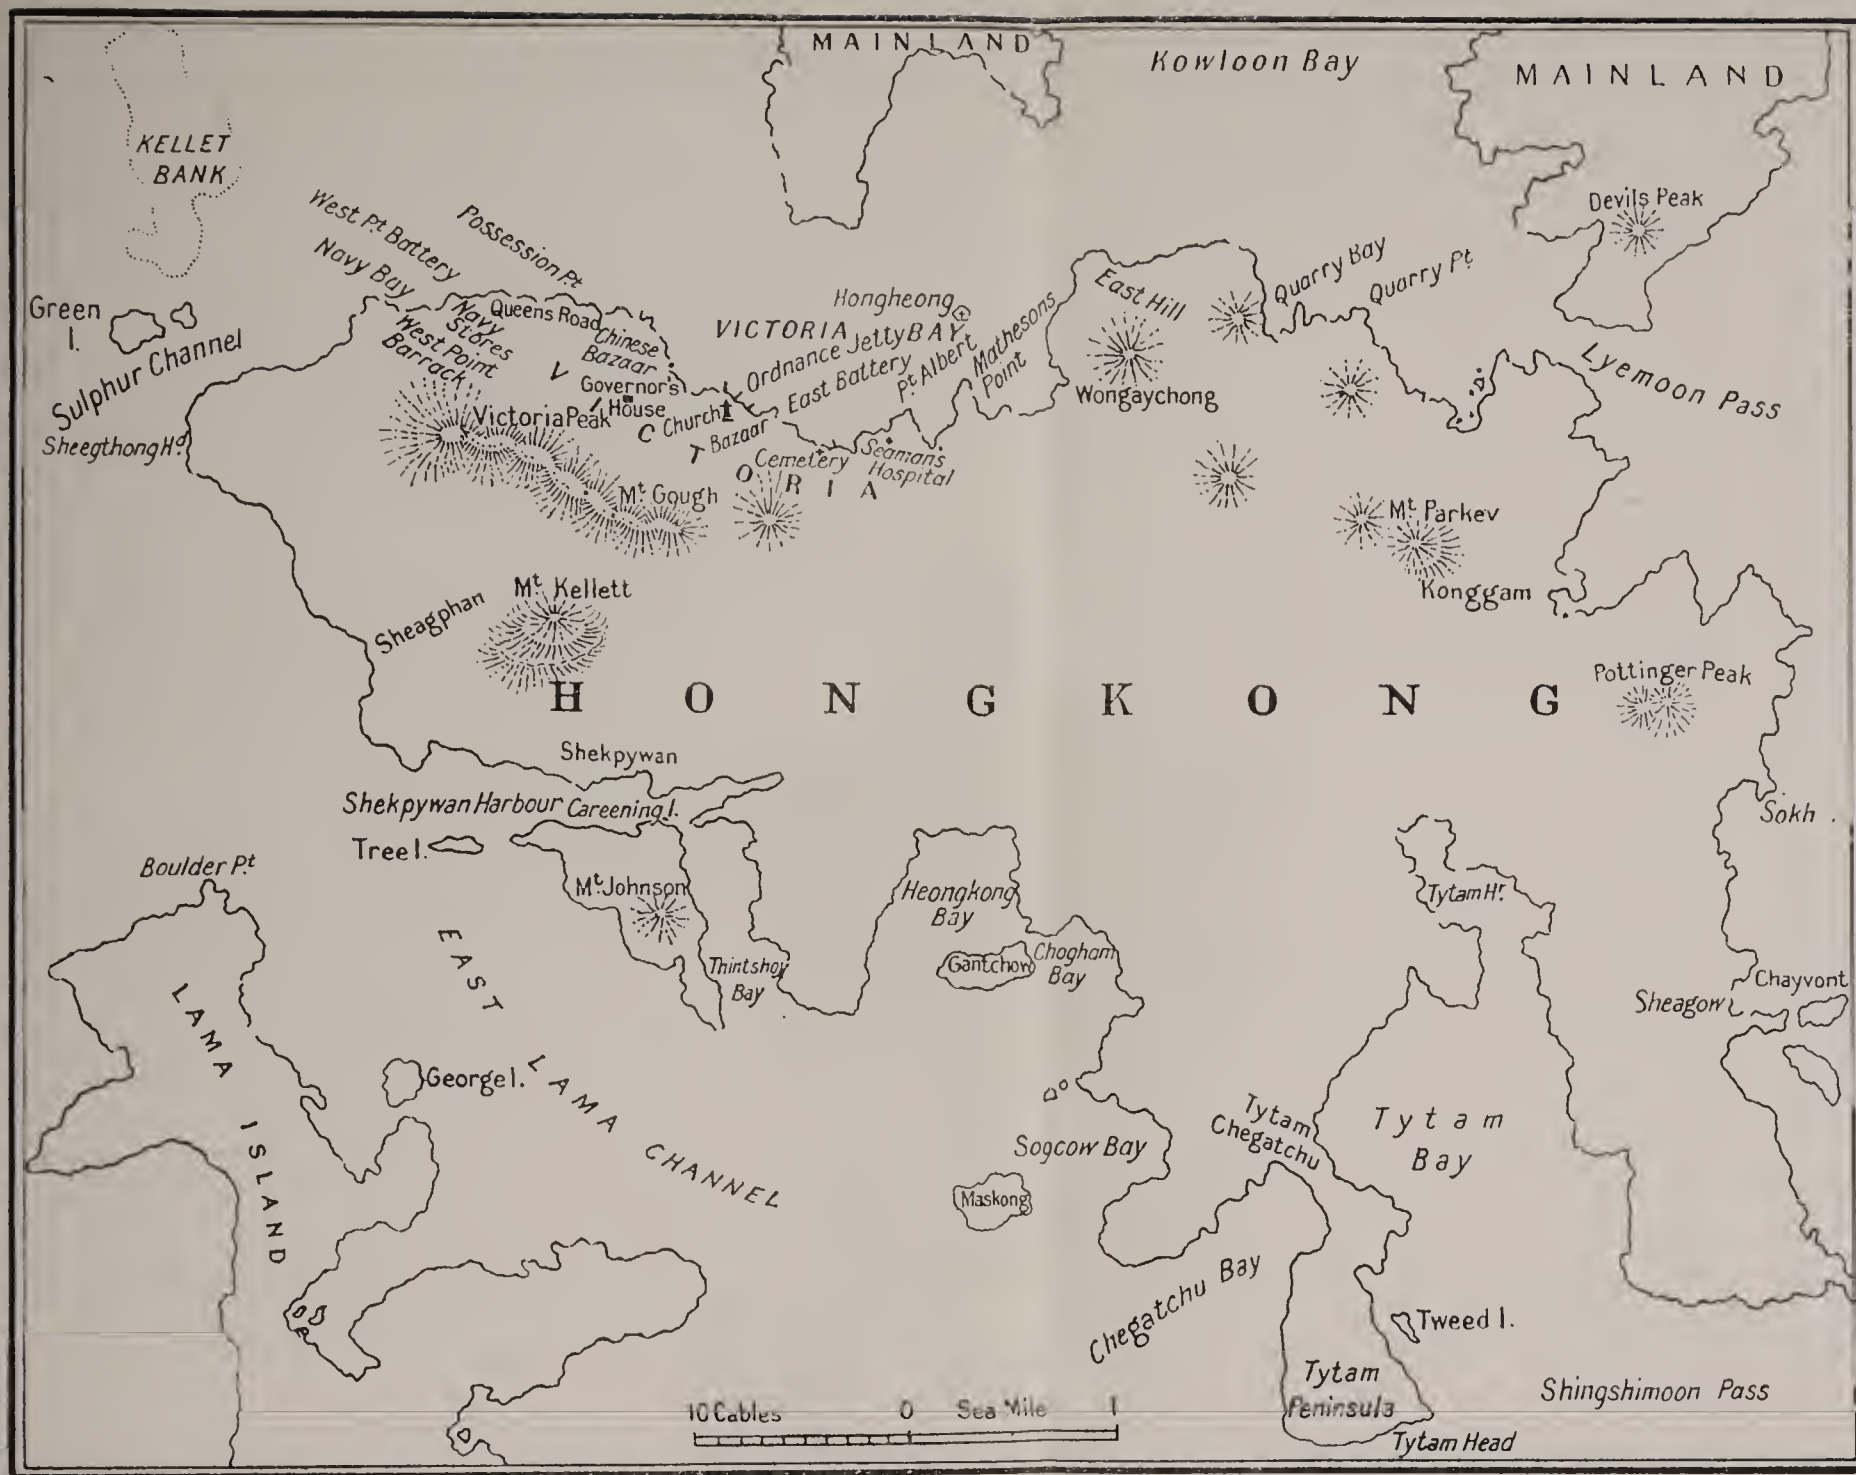 MAINLAND
Kowloon Bay
MAINLAND
KELLET
BANK
Devils Peak
West Pt. Battery
Possession Pt.
Navy Bay
Green
I.
Sulphur Channel
Navy
Stores
Queens Road
Chinese
Bazaar
West Point
Barrack
VICTORIA BAY
Hongheong
Ordnance Jetty
East Battery
Pt. Albert
Mathesons
Point
East Hill
Quarry Bay
Quarry Pt.
Lyemoon Pass
Wongaychong
Governor's
House
Church
Bazaar
Victoria Peak
Sheegthong Hd.
VICTORIA
Cemetery
Seamans
Hospital
Mt. Gough
Mt. Parkev
Konggam
Mt. Kellett
Sheagphan
Pottinger Peak
HONGKONG
Shekpywan
Shekpywan Harbour
Careening I.
Sokh
Tree I.
Boulder Pt.
Mt. Johnson
Heongkong
Bay
Tytam Hr.
Gantchow
Chogham
Bay
Thintshoy
Bay
Chayvont
Sheagow
LAMA ISLAND
EAST LAMA CHANNEL
George I.
Tytam
Chegatchu
Tytam
Bay
Sogcow Bay
Maskong
Chegatchu Bay
Tweed I.
Tytam
Peninsula
Shingshimoon Pass
Tytam Head
10 Cables 0 Sea Mile 1